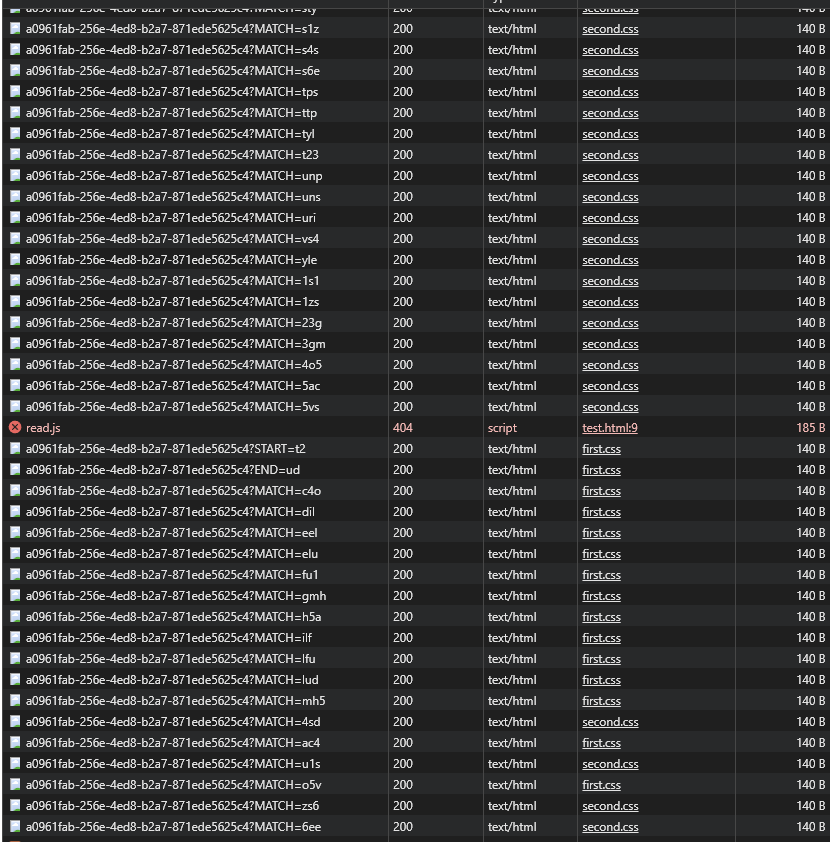 a0961fab-256e-4ed8-b2a7-871ede5625c4?MATCH=sty 200 text/html second.css 140 B
a0961fab-256e-4ed8-b2a7-871ede5625c4?MATCH=s1z 200 text/html second.css 140 B
a0961fab-256e-4ed8-b2a7-871ede5625c4?MATCH=s4s 200 text/html second.css 140 B
a0961fab-256e-4ed8-b2a7-871ede5625c4?MATCH=s6e 200 text/html second.css 140 B
a0961fab-256e-4ed8-b2a7-871ede5625c4?MATCH=tps 200 text/html second.css 140 B
a0961fab-256e-4ed8-b2a7-871ede5625c4?MATCH=ttp 200 text/html second.css 140 B
a0961fab-256e-4ed8-b2a7-871ede5625c4?MATCH=tyl 200 text/html second.css 140 B
a0961fab-256e-4ed8-b2a7-871ede5625c4?MATCH=t23 200 text/html second.css 140 B
a0961fab-256e-4ed8-b2a7-871ede5625c4?MATCH=unp 200 text/html second.css 140 B
a0961fab-256e-4ed8-b2a7-871ede5625c4?MATCH=uns 200 text/html second.css 140 B
a0961fab-256e-4ed8-b2a7-871ede5625c4?MATCH=uri 200 text/html second.css 140 B
a0961fab-256e-4ed8-b2a7-871ede5625c4?MATCH=vs4 200 text/html second.css 140 B
a0961fab-256e-4ed8-b2a7-871ede5625c4?MATCH=yle 200 text/html second.css 140 B
a0961fab-256e-4ed8-b2a7-871ede5625c4?MATCH=1s1 200 text/html second.css 140 B
a0961fab-256e-4ed8-b2a7-871ede5625c4?MATCH=1zs 200 text/html second.css 140 B
a0961fab-256e-4ed8-b2a7-871ede5625c4?MATCH=23g 200 text/html second.css 140 B
a0961fab-256e-4ed8-b2a7-871ede5625c4?MATCH=3gm 200 text/html second.css 140 B
a0961fab-256e-4ed8-b2a7-871ede5625c4?MATCH=4o5 200 text/html second.css 140 B
a0961fab-256e-4ed8-b2a7-871ede5625c4?MATCH=5ac 200 text/html second.css 140 B
a0961fab-256e-4ed8-b2a7-871ede5625c4?MATCH=5vs 200 text/html second.css 140 B
read.js 404 script test.html:9 185 B
a0961fab-256e-4ed8-b2a7-871ede5625c4?START=t2 200 text/html first.css 140 B
a0961fab-256e-4ed8-b2a7-871ede5625c4?END=ud 200 text/html first.css 140 B
a0961fab-256e-4ed8-b2a7-871ede5625c4?MATCH=c4o 200 text/html first.css 140 B
a0961fab-256e-4ed8-b2a7-871ede5625c4?MATCH=dil 200 text/html first.css 140 B
a0961fab-256e-4ed8-b2a7-871ede5625c4?MATCH=eel 200 text/html first.css 140 B
a0961fab-256e-4ed8-b2a7-871ede5625c4?MATCH=elu 200 text/html first.css 140 B
a0961fab-256e-4ed8-b2a7-871ede5625c4?MATCH=fu1 200 text/html first.css 140 B
a0961fab-256e-4ed8-b2a7-871ede5625c4?MATCH=gmh 200 text/html first.css 140 B
a0961fab-256e-4ed8-b2a7-871ede5625c4?MATCH=h5a 200 text/html first.css 140 B
a0961fab-256e-4ed8-b2a7-871ede5625c4?MATCH=ilf 200 text/html first.css 140 B
a0961fab-256e-4ed8-b2a7-871ede5625c4?MATCH=lfu 200 text/html first.css 140 B
a0961fab-256e-4ed8-b2a7-871ede5625c4?MATCH=lud 200 text/html first.css 140 B
a0961fab-256e-4ed8-b2a7-871ede5625c4?MATCH=mh5 200 text/html first.css 140 B
a0961fab-256e-4ed8-b2a7-871ede5625c4?MATCH=4sd 200 text/html second.css 140 B
a0961fab-256e-4ed8-b2a7-871ede5625c4?MATCH=ac4 200 text/html first.css 140 B
a0961fab-256e-4ed8-b2a7-871ede5625c4?MATCH=u1s 200 text/html second.css 140 B
a0961fab-256e-4ed8-b2a7-871ede5625c4?MATCH=o5v 200 text/html first.css 140 B
a0961fab-256e-4ed8-b2a7-871ede5625c4?MATCH=zs6 200 text/html second.css 140 B
a0961fab-256e-4ed8-b2a7-871ede5625c4?MATCH=6ee 200 text/html second.css 140 B